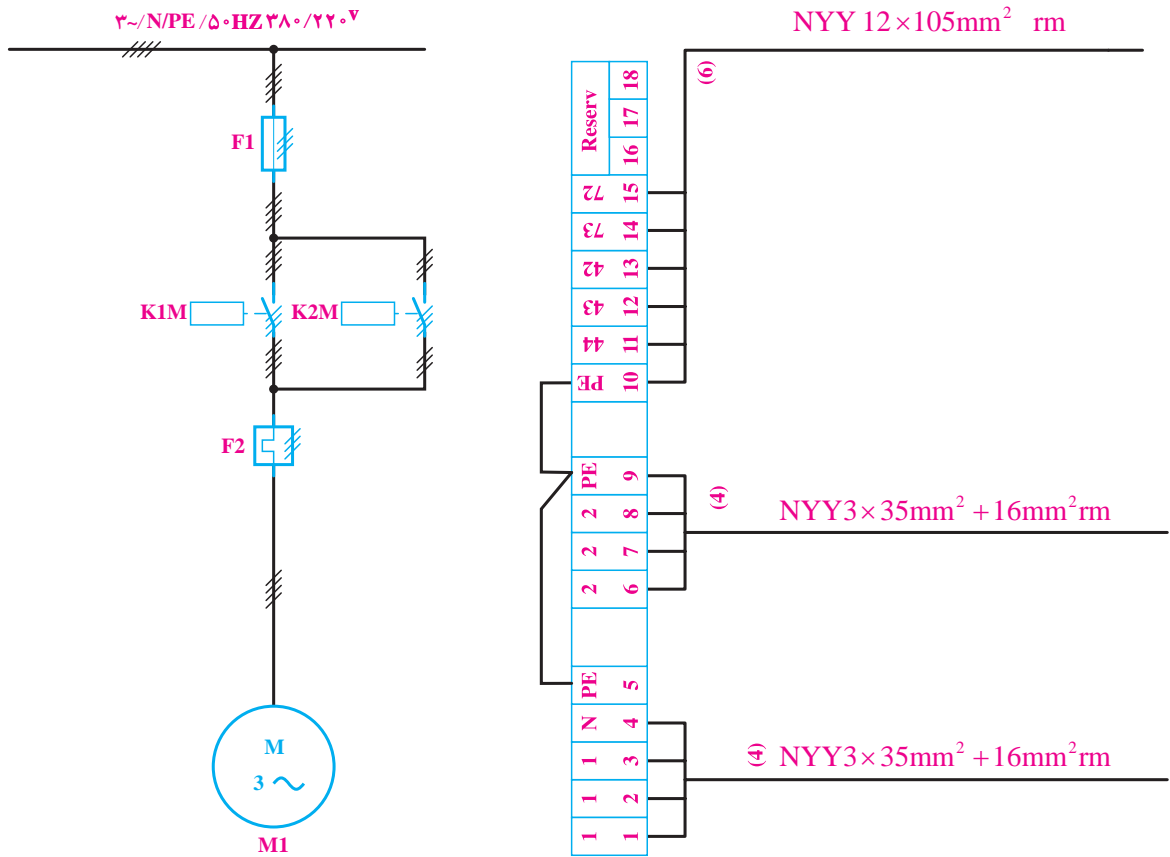 ۳~/N/PE/۵۰HZ۳۸۰/۲۲۰v
F1
K1M
K2M
F2
M
3
M1
NYY 12×105mm² rm
(6)
Reserv
18
17
16
72 15
73 14
42 13
43 12
44 11
PE 10
PE 9
2 8
2 7
2 6
(4)
NYY3×35mm²+16mm²rm
PE 5
N 4
1 3
1 2
1 1
(4) NYY3×35mm²+16mm²rm